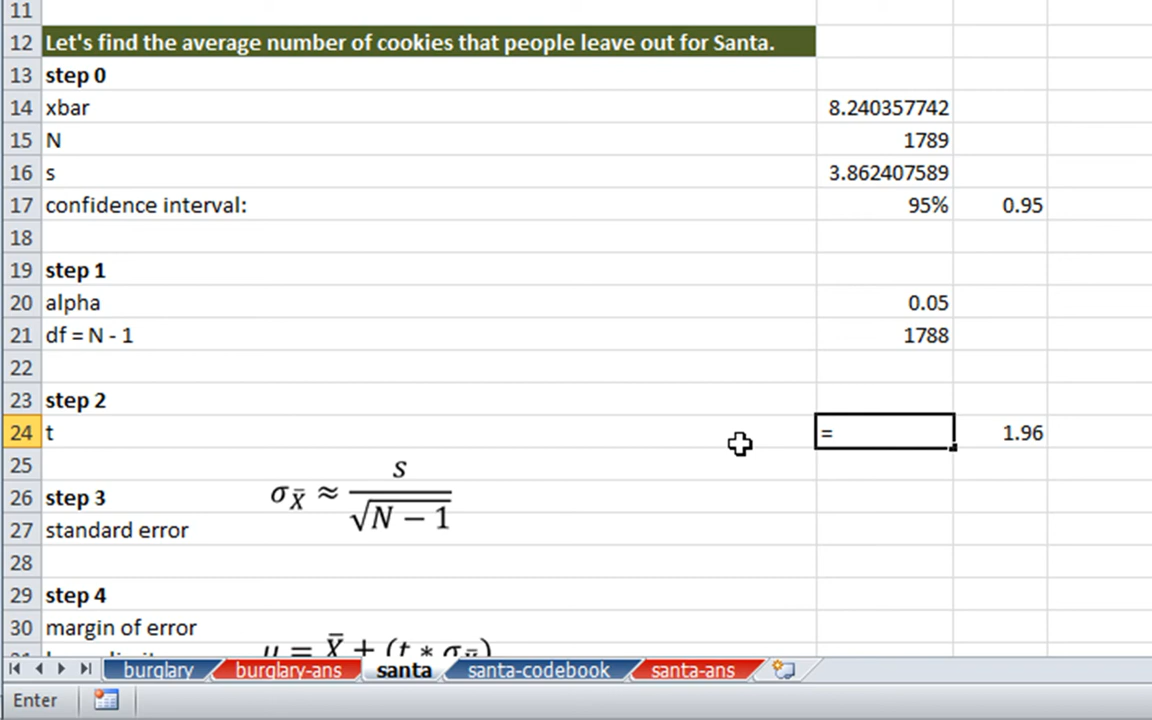 11
12 Let's find the average number of cookies that people leave out for Santa.
13 step 0
14 xbar 8.240357742
15 N 1789
16 s 3.862407589
17 confidence interval: 95% 0.95
18
19 step 1
20 alpha 0.05
21 df = N - 1 1788
22
23 step 2
24 t = 1.96
25
σX̄ ≈ s / √N − 1
26 step 3
27 standard error
28
29 step 4
30 margin of error
μ = X̄ + (t * σX̄)
burglary burglary-ans santa santa-codebook santa-ans
Enter